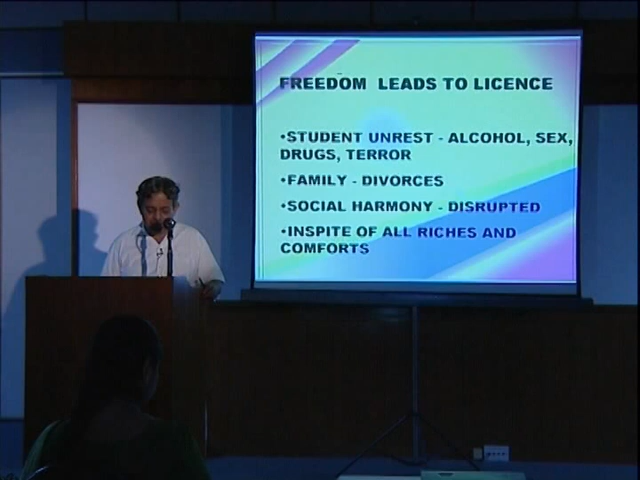 FREEDOM LEADS TO LICENCE
•STUDENT UNREST - ALCOHOL, SEX,
DRUGS, TERROR
•FAMILY - DIVORCES
•SOCIAL HARMONY - DISRUPTED
•INSPITE OF ALL RICHES AND
COMFORTS